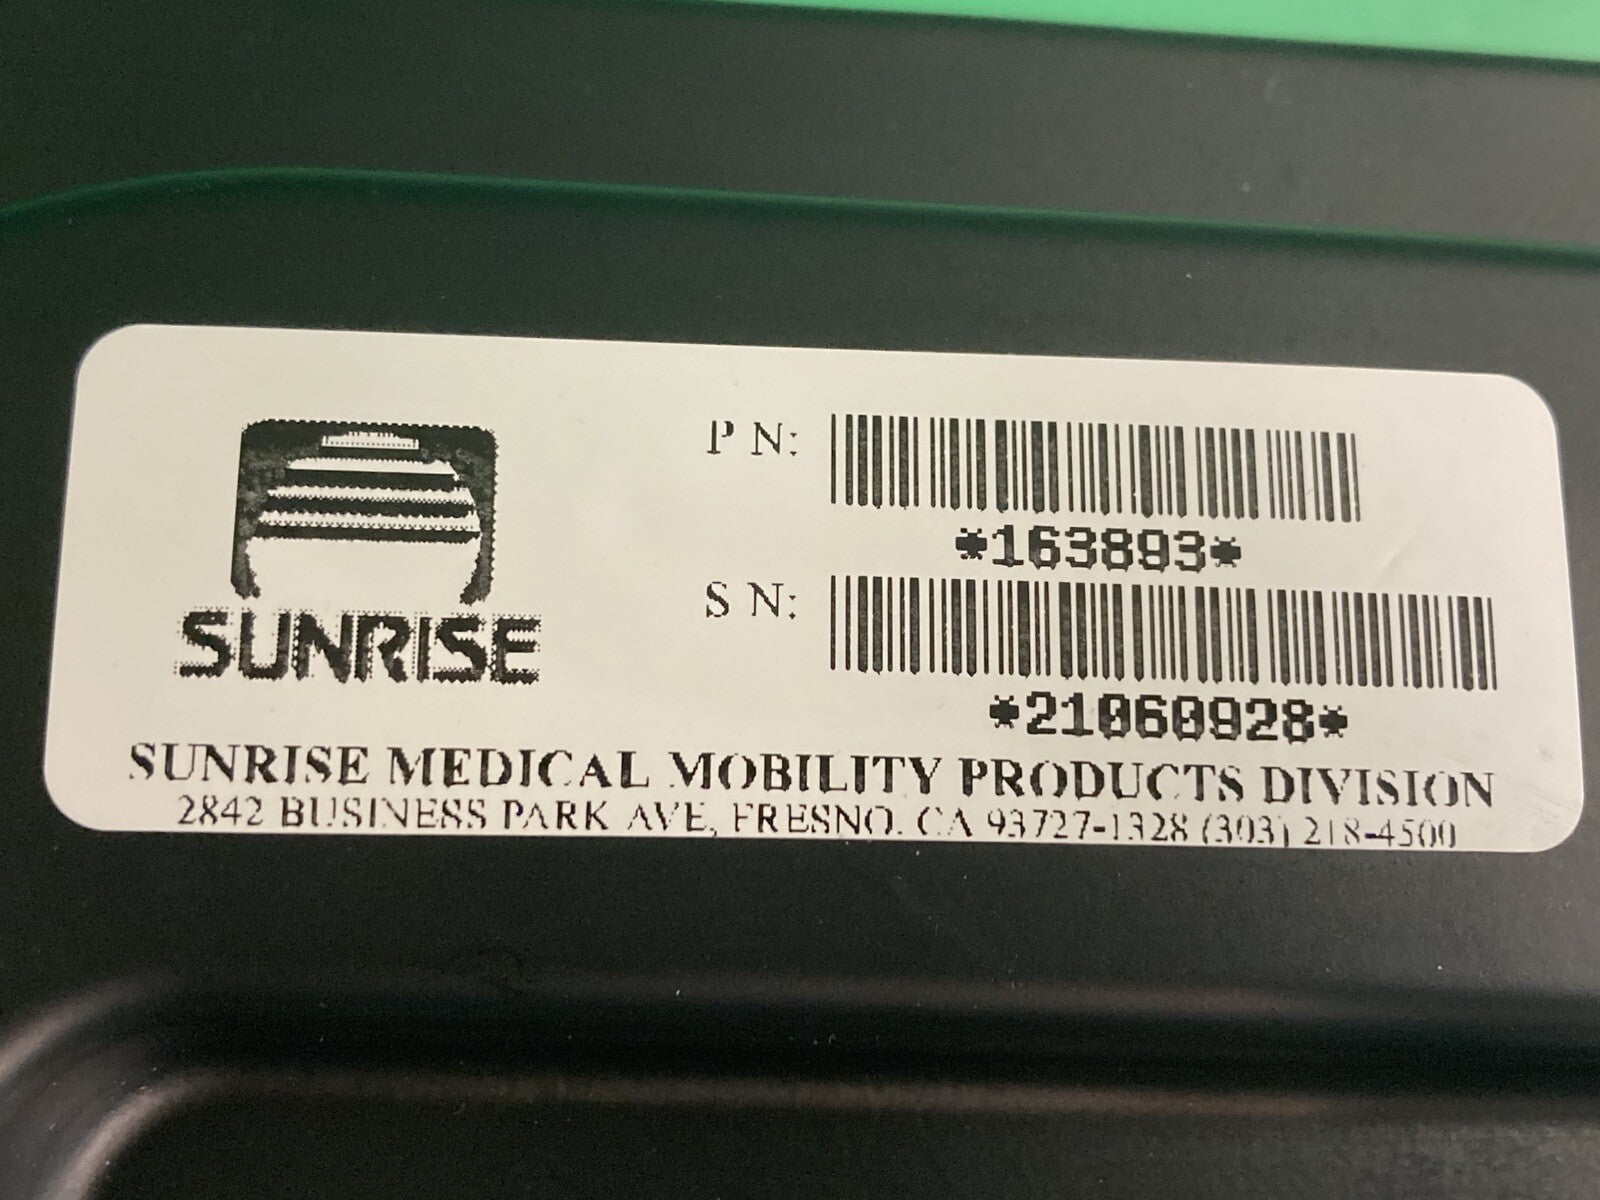 SUNRISE
P N:
*163893*
S N:
*21060928*
SUNRISE MEDICAL MOBILITY PRODUCTS DIVISION
2842 BUSINESS PARK AVE, FRESNO. CA 93727-1328 (303) 218-4500